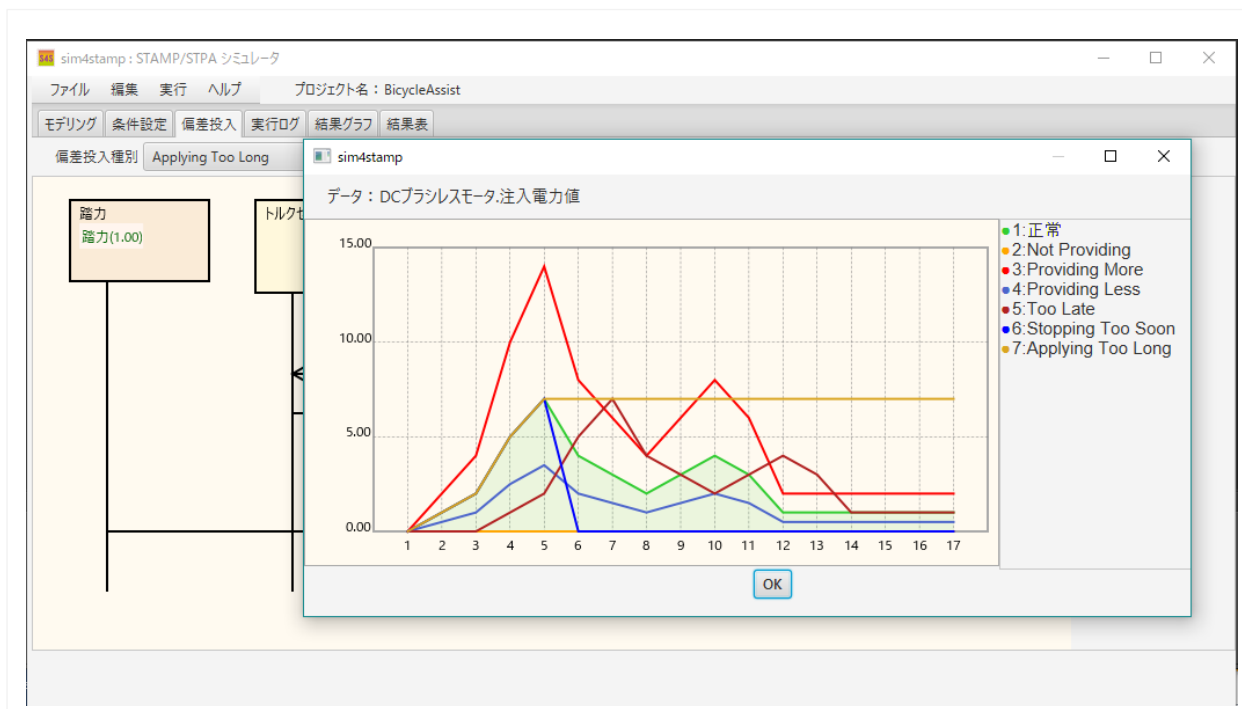 S4S sim4stamp : STAMP/STPA シミュレータ
ファイル 編集 実行 ヘルプ プロジェクト名： BicycleAssist
モデリング 条件設定 偏差投入 実行ログ 結果グラフ 結果表
偏差投入種別 Applying Too Long
踏力
踏力(1.00)
トルクセ
sim4stamp
データ： DCブラシレスモータ.注入電力値
15.00
10.00
5.00
0.00
1 2 3 4 5 6 7 8 9 10 11 12 13 14 15 16 17
1:正常
2:Not Providing
3:Providing More
4:Providing Less
5:Too Late
6:Stopping Too Soon
7:Applying Too Long
OK